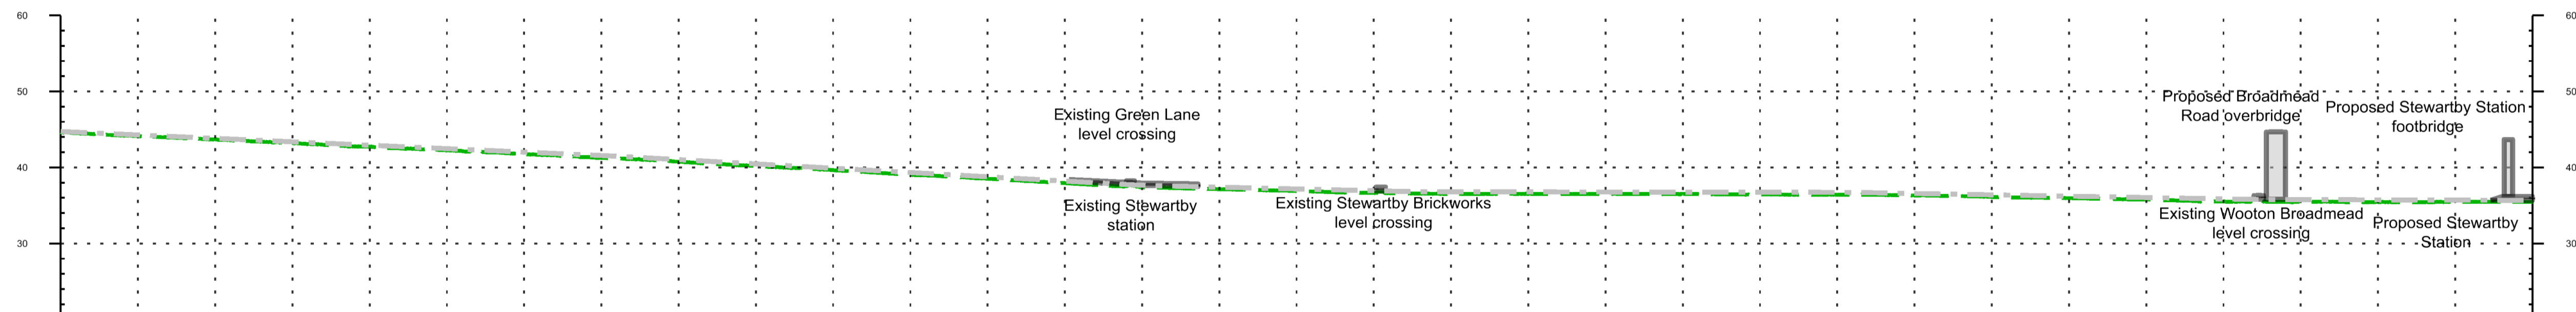 60
60
50
50
Proposed Broadmead
Road overbridge
Proposed Stewartby Station
footbridge
Existing Green Lane
level crossing
40
40
Existing Stewartby
station
Existing Stewartby Brickworks
level crossing
Existing Wooton Broadmead
level crossing
Proposed Stewartby
Station
30
30